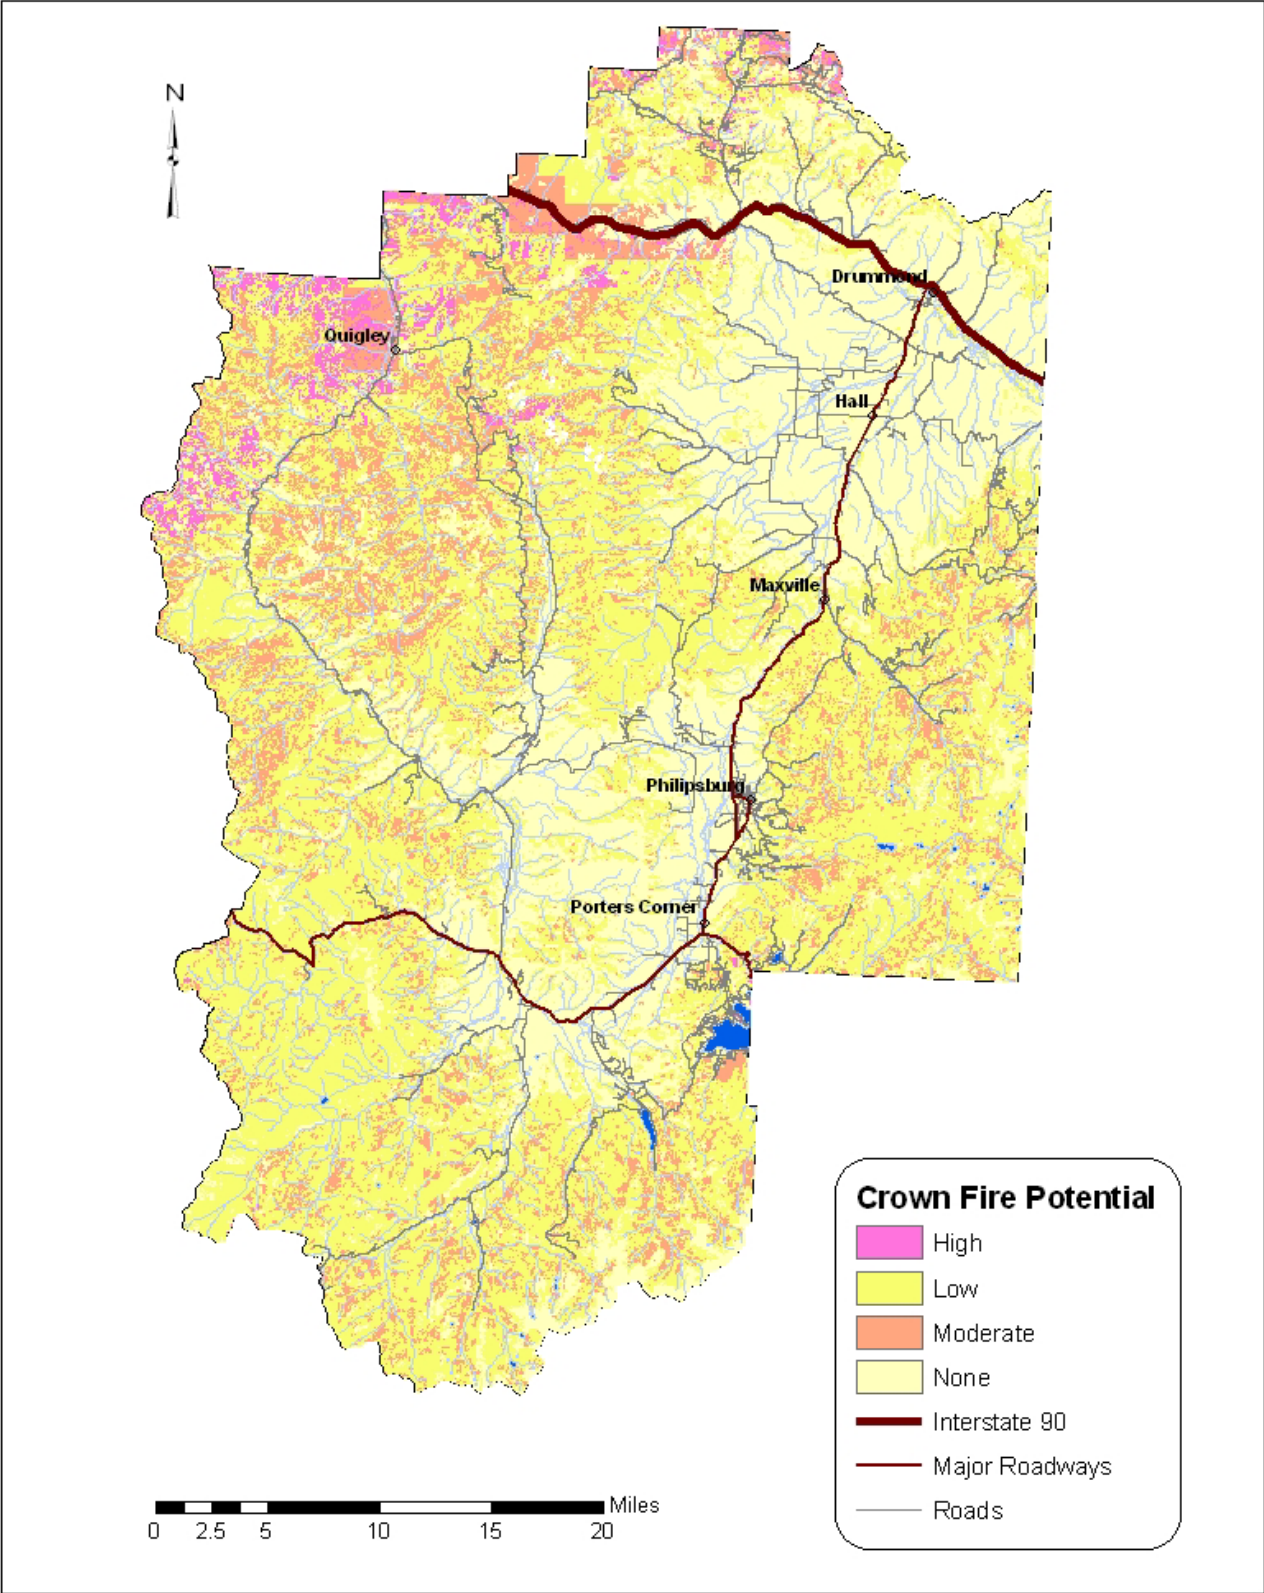 N
Drummond
Quigley
Hall
Maxville
Philipsburg
Porters Corner
Crown Fire Potential
High
Low
Moderate
None
Interstate 90
Major Roadways
Roads
Miles
0 2.5 5 10 15 20